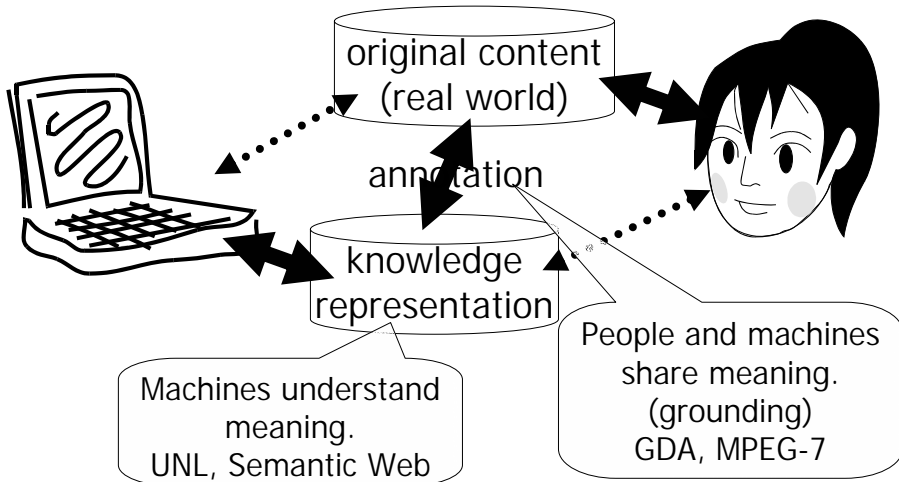 original content
(real world)
annotation
knowledge
representation
People and machines
share meaning.
(grounding)
GDA, MPEG-7
Machines understand
meaning.
UNL, Semantic Web